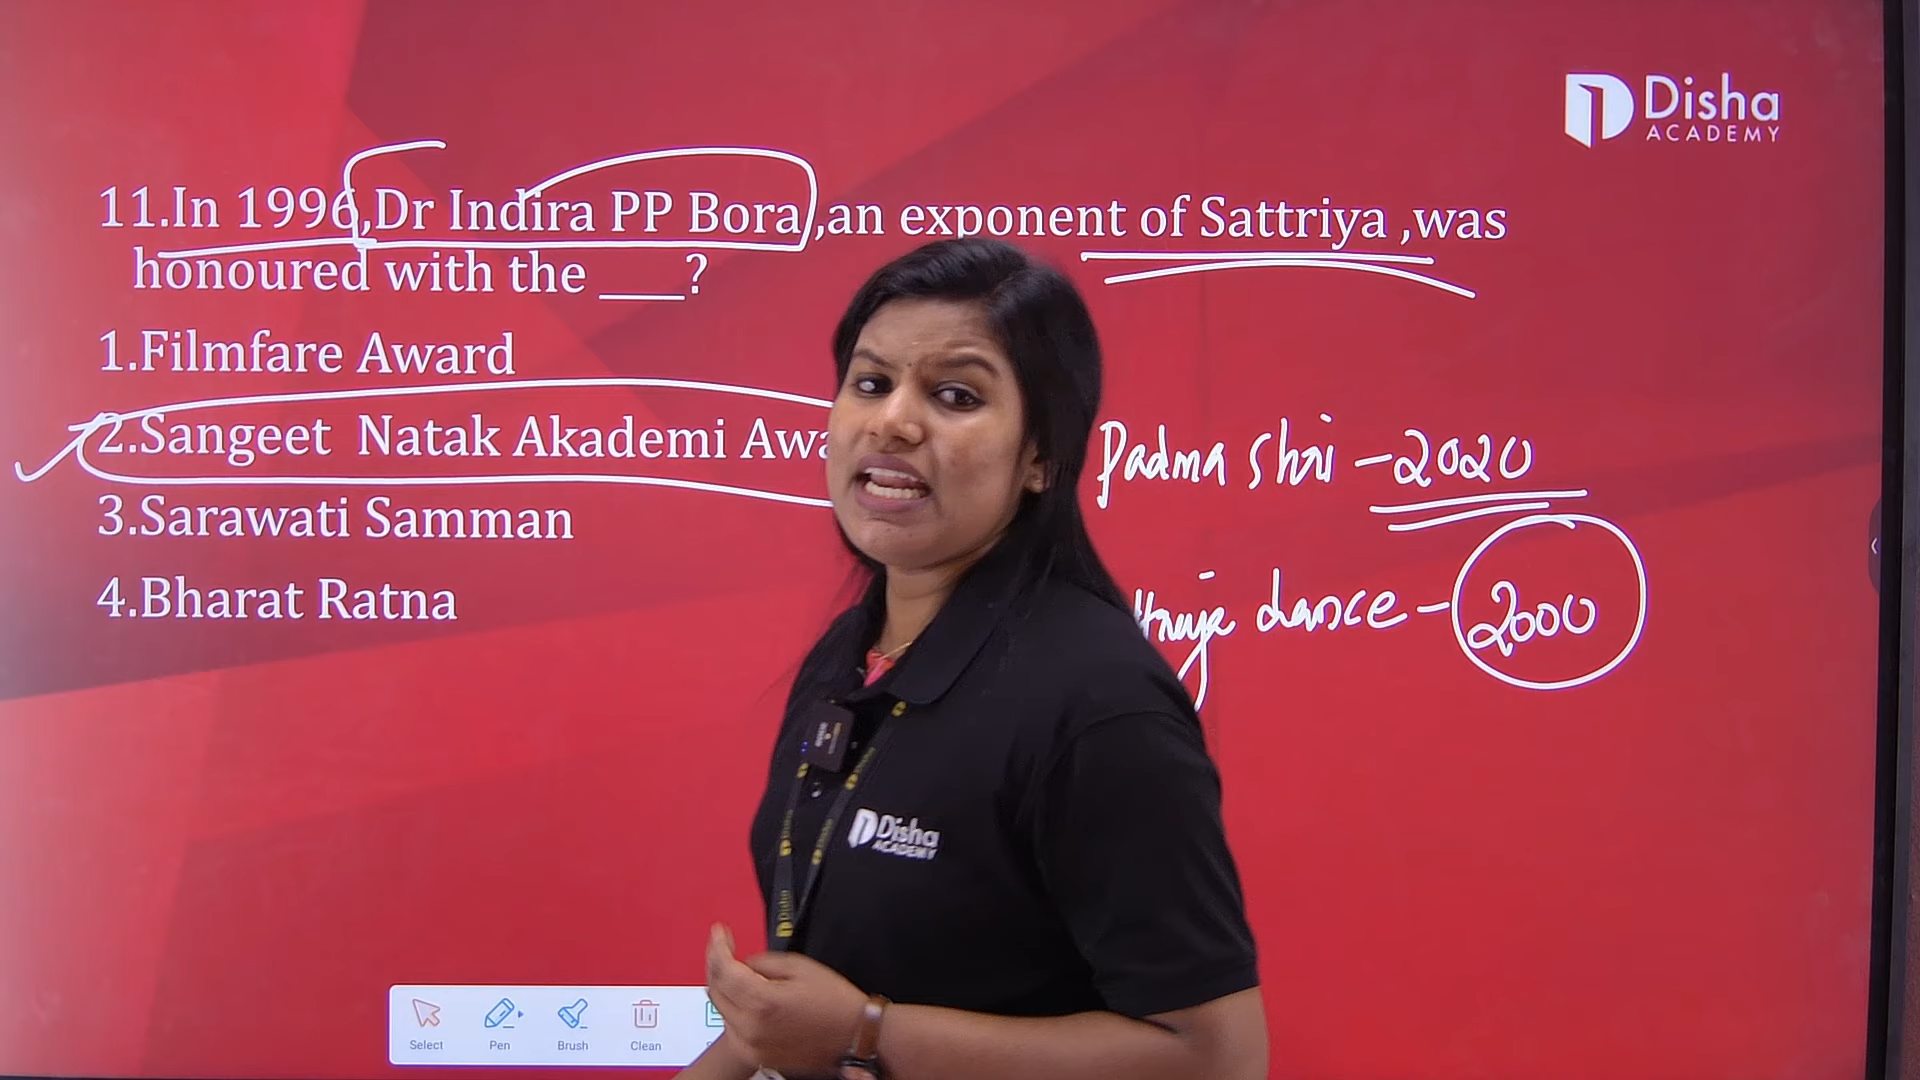 Disha
ACADEMY
11.In 1996,Dr Indira PP Bora ,an exponent of Sattriya ,was
honoured with the ___?
1.Filmfare Award
2.Sangeet Natak Akademi Awa
3.Sarawati Samman
4.Bharat Ratna
Padma Shri - 2020
dance - 2000
Disha
ACADEMY
Select Pen Brush Clean